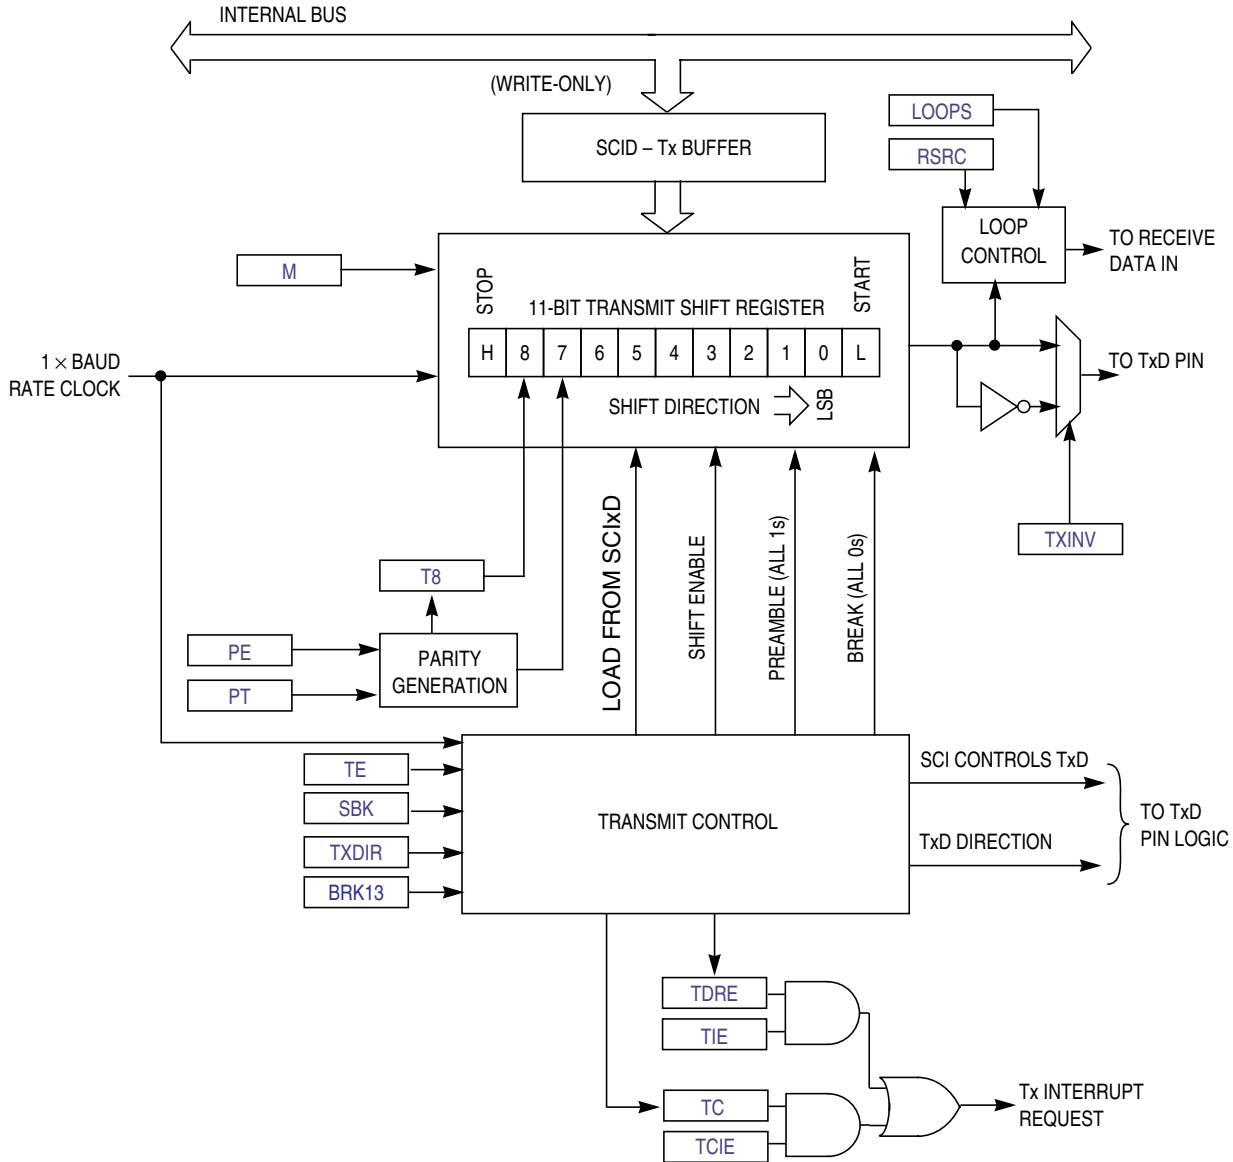 INTERNAL BUS
(WRITE-ONLY)
SCID – Tx BUFFER
LOOPS
RSRC
LOOP
CONTROL
TO RECEIVE
DATA IN
M
STOP
11-BIT TRANSMIT SHIFT REGISTER
START
H 8 7 6 5 4 3 2 1 0 L
1 × BAUD
RATE CLOCK
TO TxD PIN
SHIFT DIRECTION
LSB
TXINV
T8
PE
PT
PARITY
GENERATION
LOAD FROM SCIxD
SHIFT ENABLE
PREAMBLE (ALL 1s)
BREAK (ALL 0s)
TE
SBK
TXDIR
BRK13
TRANSMIT CONTROL
SCI CONTROLS TxD
TxD DIRECTION
TO TxD
PIN LOGIC
TDRE
TIE
TC
TCIE
Tx INTERRUPT
REQUEST